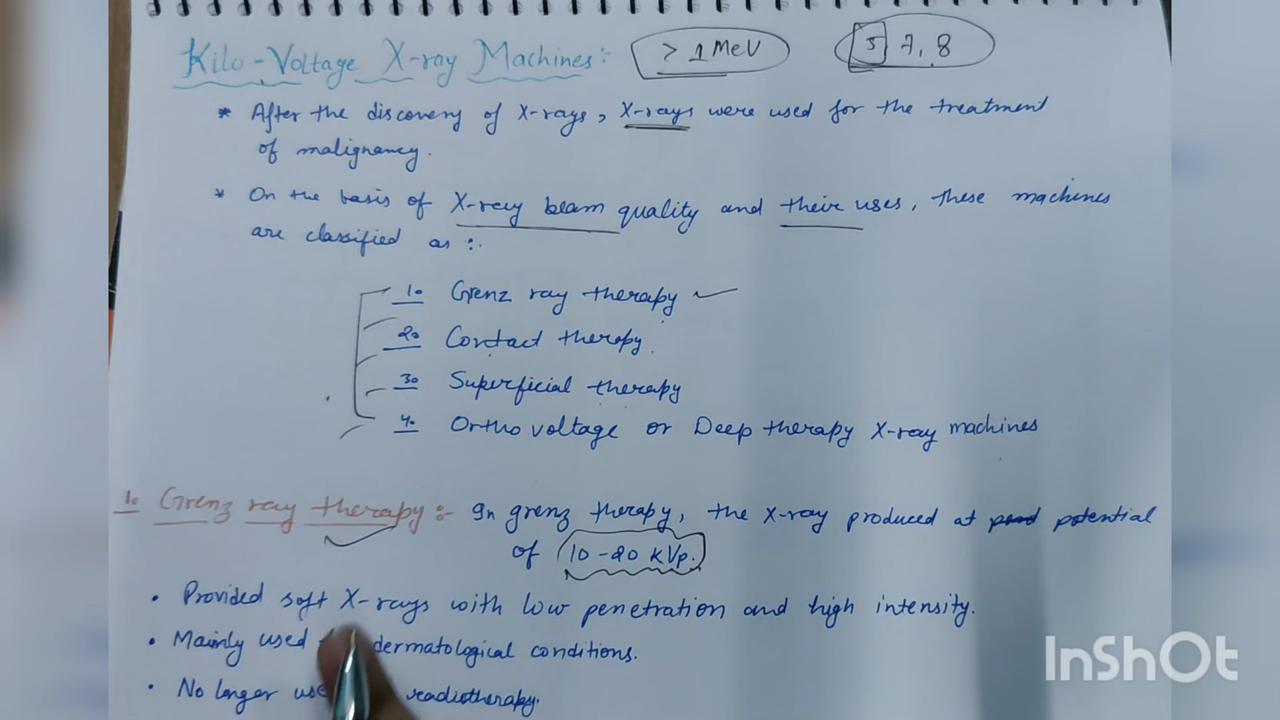 Kilo-Voltage X-ray Machines:- > 1 MeV 5 7, 8
* After the discovery of X-rays, X-rays were used for the treatment
of malignancy.
* On the basis of X-ray beam quality and their uses, these machines
are classified as :.
1. Grenz ray therapy
2. Contact therapy.
3. Superficial therapy
4. Orthovoltage or Deep therapy X-ray machines
1. Grenz ray therapy:- In grenz therapy, the X-ray produced at potential
of 10-20 kVp.
• Provided soft X-rays with low penetration and high intensity.
• Mainly used dermatological conditions.
• No longer radiotherapy.
InShOt